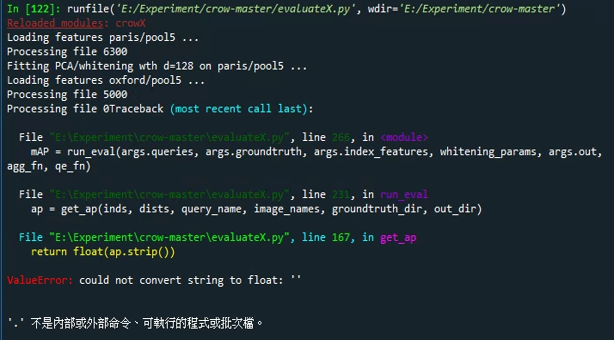 In [122]: runfile('E:/Experiment/crow-master/evaluateX.py', wdir='E:/Experiment/crow-master')
Reloaded modules: crowX
Loading features paris/pool5 ...
Processing file 6300
Fitting PCA/whitening wth d=128 on paris/pool5 ...
Loading features oxford/pool5 ...
Processing file 5000
Processing file 0Traceback (most recent call last):
File "E:\Experiment\crow-master\evaluateX.py", line 266, in <module>
mAP = run_eval(args.queries, args.groundtruth, args.index_features, whitening_params, args.out,
agg_fn, qe_fn)
File "E:\Experiment\crow-master\evaluateX.py", line 231, in run_eval
ap = get_ap(inds, dists, query_name, image_names, groundtruth_dir, out_dir)
File "E:\Experiment\crow-master\evaluateX.py", line 167, in get_ap
return float(ap.strip())
ValueError: could not convert string to float: ''
'.' 不是內部或外部命令、可執行的程式或批次檔。